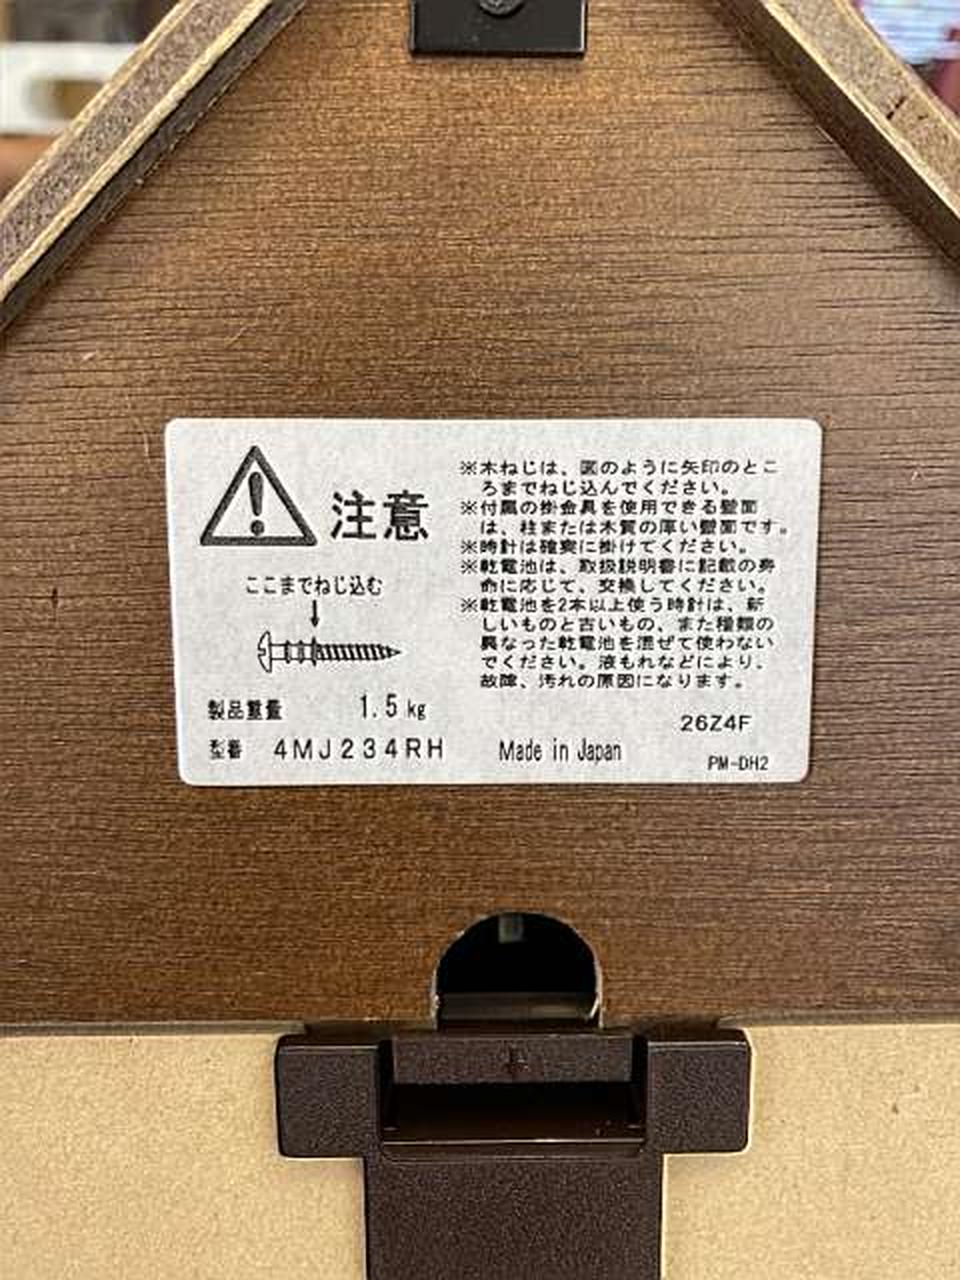 注意
ここまでねじ込む
製品重量 1.5 kg
型番 4MJ234RH
※木ねじは、図のように矢印のとこ
ろまでねじ込んでください。
※付属の掛金具を使用できる壁面
は、柱または木質の厚い壁面です。
※時計は確実に掛けてください。
※乾電池は、取扱説明書に記載の寿
命に応じて、交換してください。
※乾電池を2本以上使う時計は、新
しいものと古いもの、また種類の
異なった乾電池を混ぜて使わない
でください。液もれなどにより、
故障、汚れの原因になります。
26Z4F
Made in Japan
PM-DH2